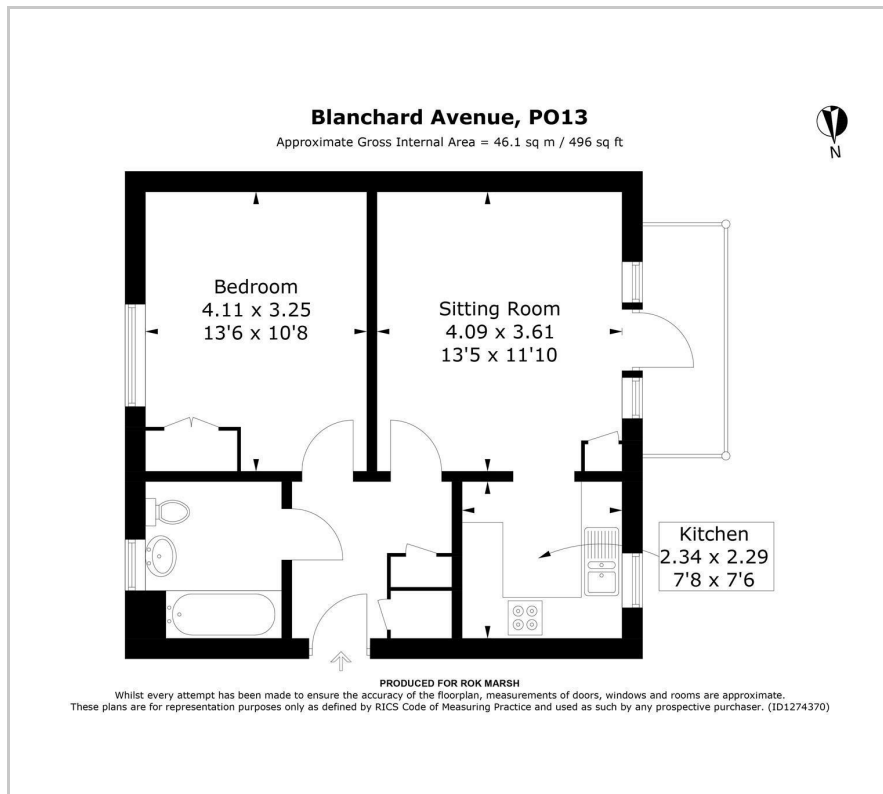 Blanchard Avenue, PO13
Approximate Gross Internal Area = 46.1 sq m / 496 sq ft
N
Bedroom
4.11 x 3.25
13'6 x 10'8
Sitting Room
4.09 x 3.61
13'5 x 11'10
Kitchen
2.34 x 2.29
7'8 x 7'6
PRODUCED FOR ROK MARSH
Whilst every attempt has been made to ensure the accuracy of the floorplan, measurements of doors, windows and rooms are approximate.
These plans are for representation purposes only as defined by RICS Code of Measuring Practice and used as such by any prospective purchaser. (ID1274370)